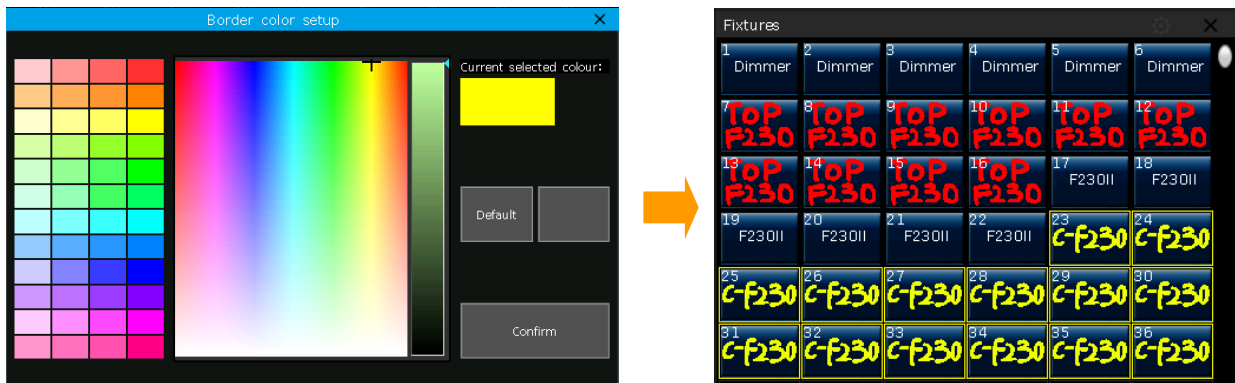 Border color setup
Current selected colour:
Default
Confirm
Fixtures
1 Dimmer 2 Dimmer 3 Dimmer 4 Dimmer 5 Dimmer 6 Dimmer
7 TOP F230 8 TOP F230 9 TOP F230 10 TOP F230 11 TOP F230 12 TOP F230
13 TOP F230 14 TOP F230 15 TOP F230 16 TOP F230 17 F230II 18 F230II
19 F230II 20 F230II 21 F230II 22 F230II 23 C-f230 24 C-f230
25 C-f230 26 C-f230 27 C-f230 28 C-f230 29 C-f230 30 C-f230
31 C-f230 32 C-f230 33 C-f230 34 C-f230 35 C-f230 36 C-f230